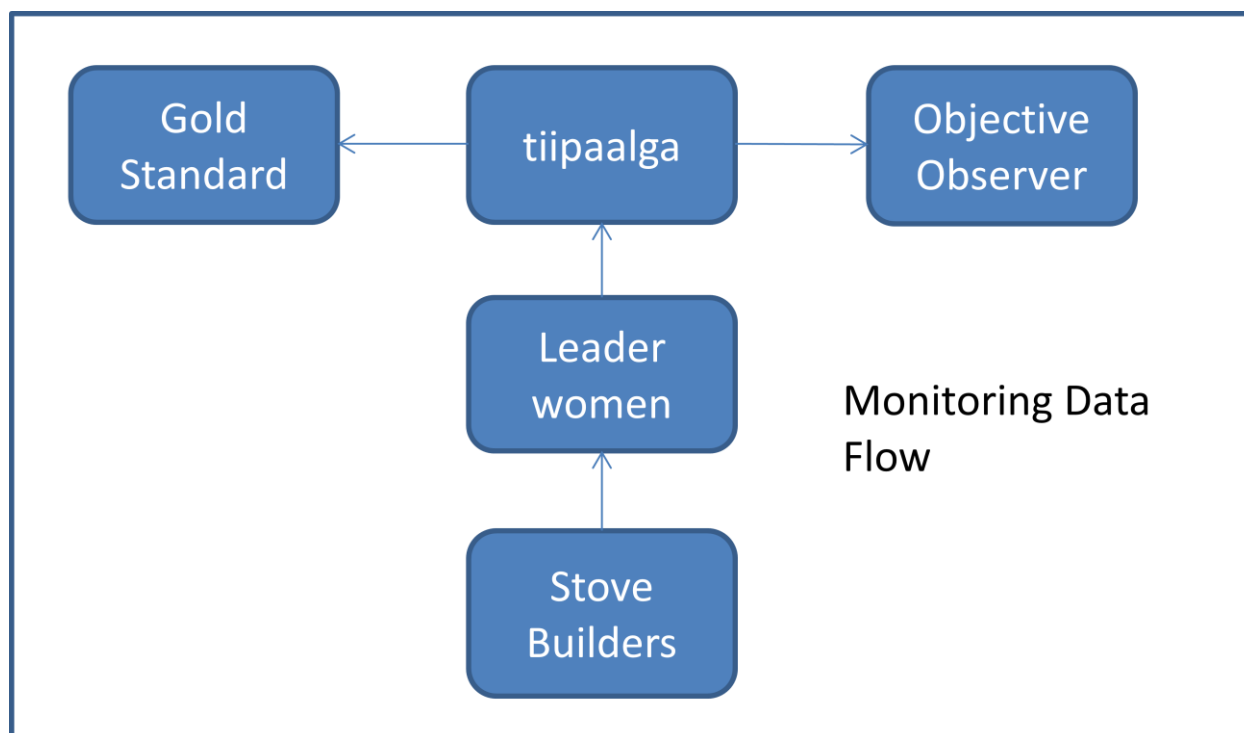 Gold
Standard
tiipaalga
Objective
Observer
Leader
women
Monitoring Data
Flow
Stove
Builders